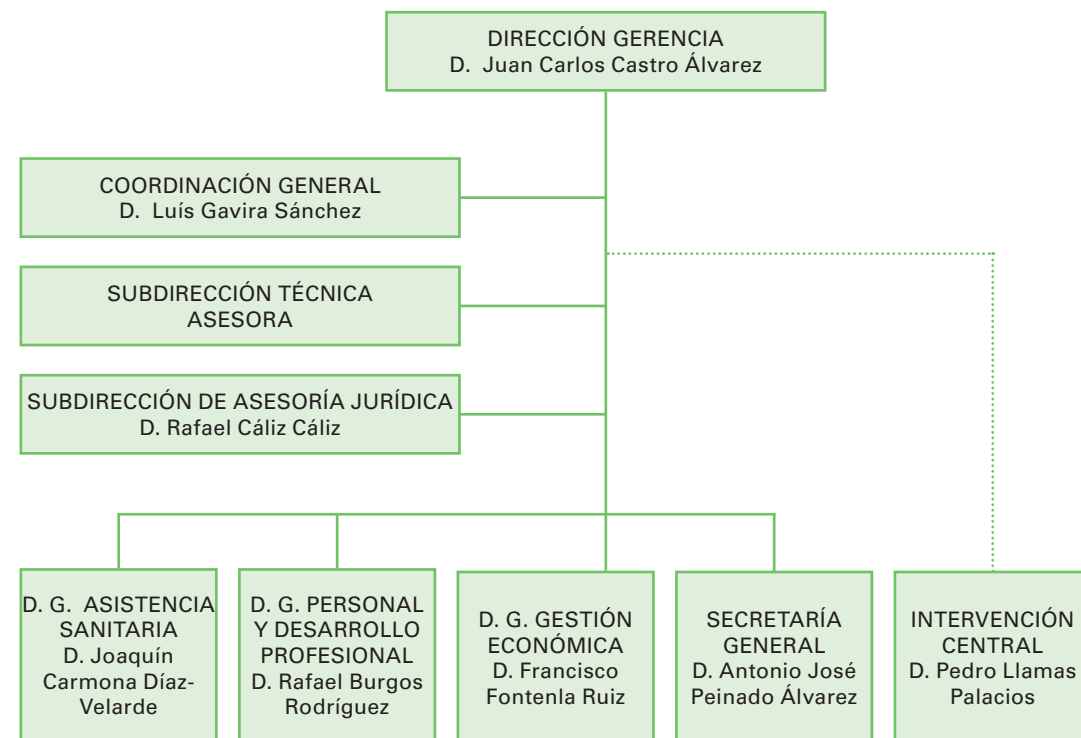 DIRECCIÓN GERENCIA
D. Juan Carlos Castro Álvarez
COORDINACIÓN GENERAL
D. Luís Gavira Sánchez
SUBDIRECCIÓN TÉCNICA
ASESORA
SUBDIRECCIÓN DE ASESORÍA JURÍDICA
D. Rafael Cáliz Cáliz
D. G. ASISTENCIA
SANITARIA
D. Joaquín
Carmona Díaz-
Velarde
D. G. PERSONAL
Y DESARROLLO
PROFESIONAL
D. Rafael Burgos
Rodríguez
D. G. GESTIÓN
ECONÓMICA
D. Francisco
Fontenla Ruiz
SECRETARÍA
GENERAL
D. Antonio José
Peinado Álvarez
INTERVENCIÓN
CENTRAL
D. Pedro Llamas
Palacios